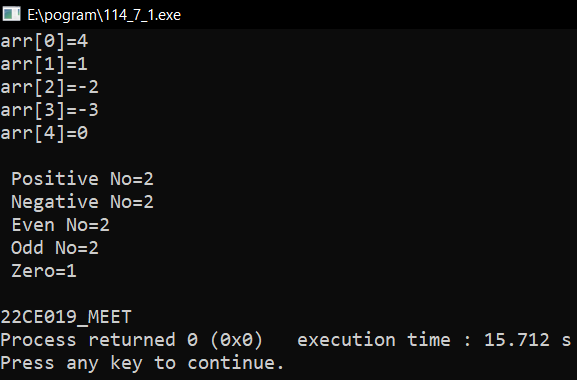 E:\pogram\114_7_1.exe
arr[0]=4
arr[1]=1
arr[2]=-2
arr[3]=-3
arr[4]=0
Positive No=2
Negative No=2
Even No=2
Odd No=2
Zero=1
22CE019_MEET
Process returned 0 (0x0)   execution time : 15.712 s
Press any key to continue.